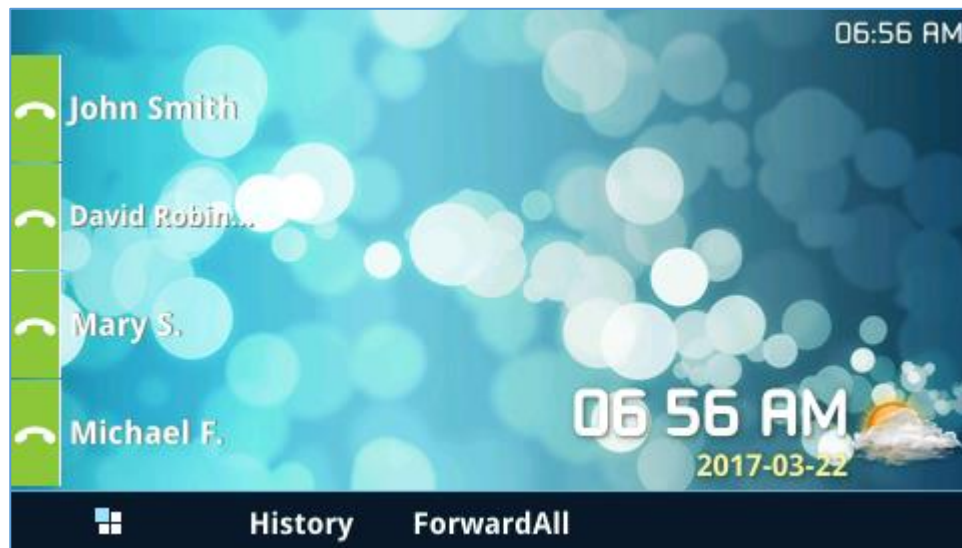 06:56 AM
John Smith
David Robin...
Mary S.
Michael F.
06 56 AM
2017-03-22
History ForwardAll